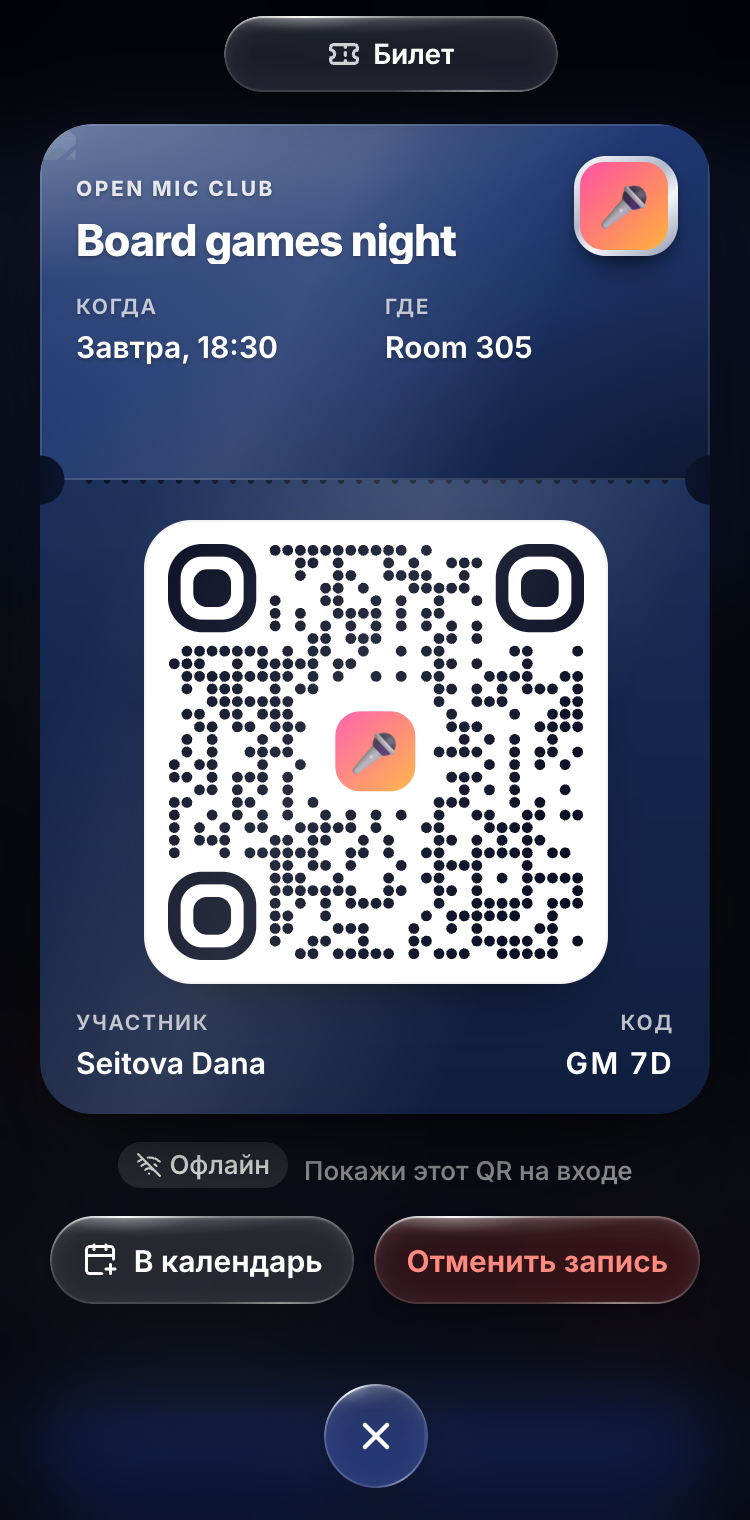 Билет
OPEN MIC CLUB
Board games night
КОГДА
ГДЕ
Завтра, 18:30
Room 305
УЧАСТНИК
КОД
Seitova Dana
GM 7D
Офлайн
Покажи этот QR на входе
В календарь
Отменить запись